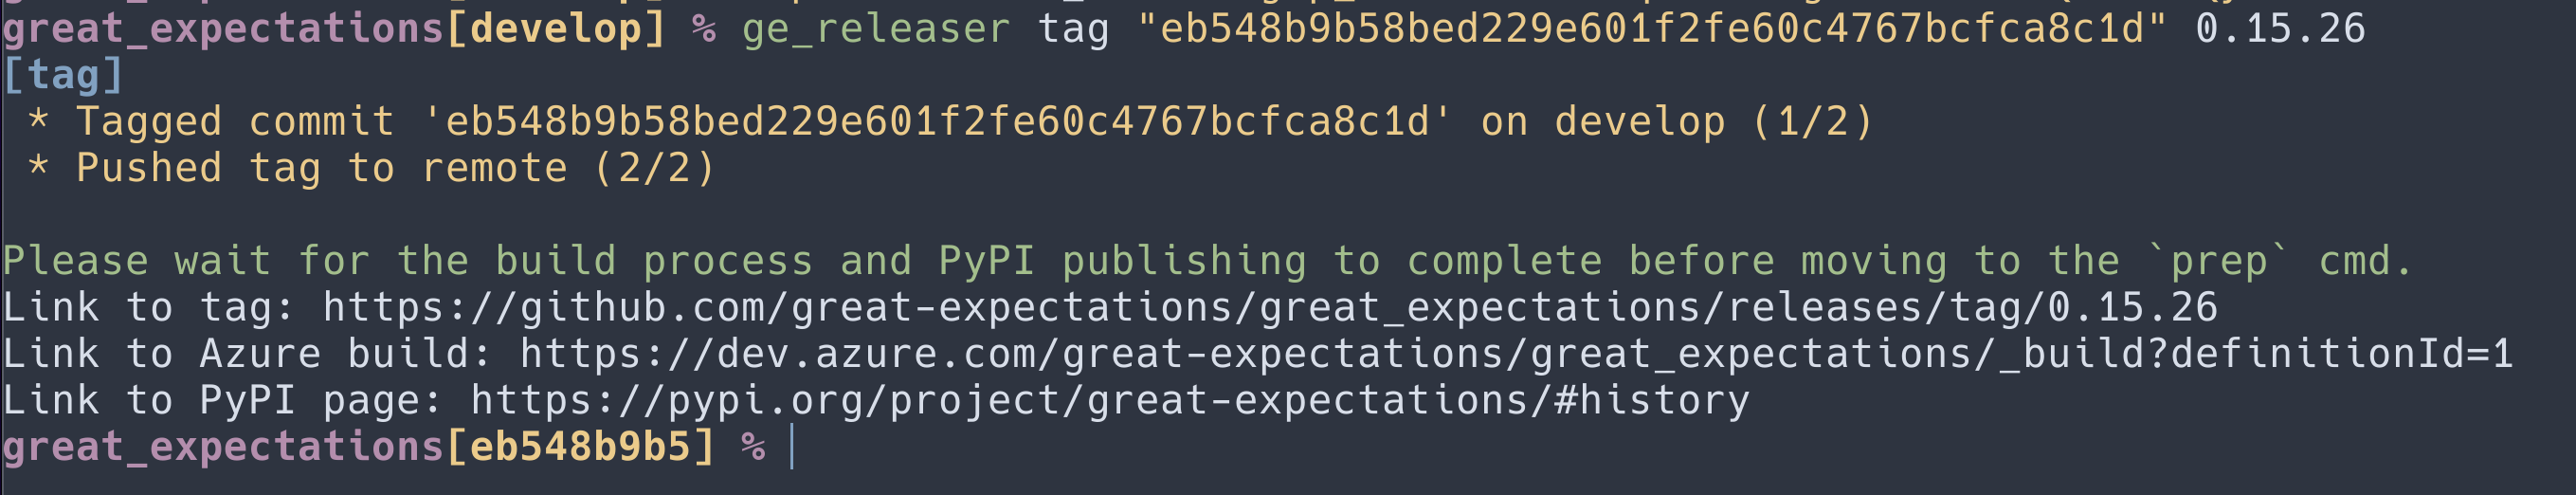 great_expectations[develop] % ge_releaser tag "eb548b9b58bed229e601f2fe60c4767bcfca8c1d" 0.15.26
[tag]
* Tagged commit 'eb548b9b58bed229e601f2fe60c4767bcfca8c1d' on develop (1/2)
* Pushed tag to remote (2/2)
Please wait for the build process and PyPI publishing to complete before moving to the `prep` cmd.
Link to tag: https://github.com/great-expectations/great_expectations/releases/tag/0.15.26
Link to Azure build: https://dev.azure.com/great-expectations/great_expectations/_build?definitionId=1
Link to PyPI page: https://pypi.org/project/great-expectations/#history
great_expectations[eb548b9b5] %